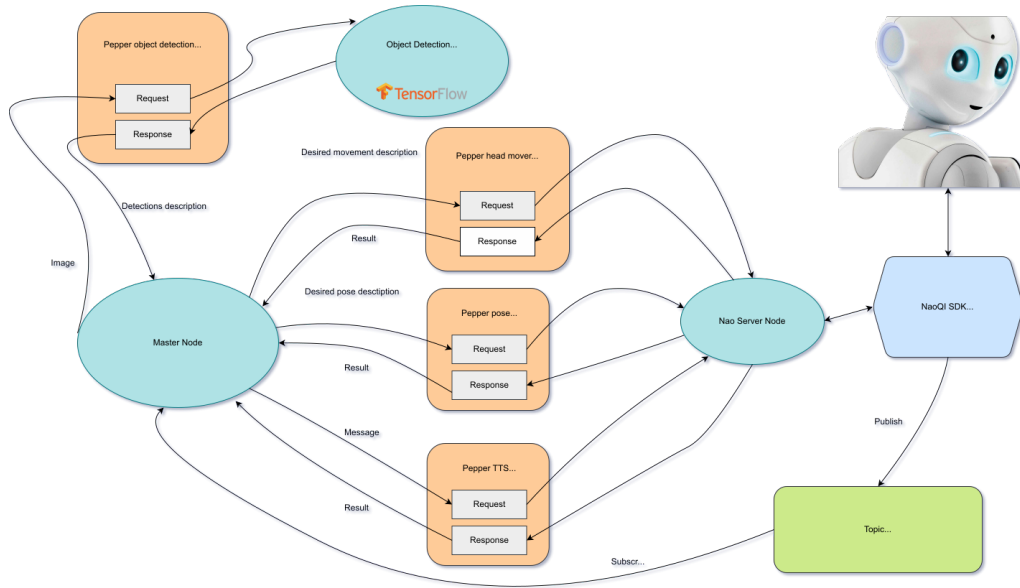 Pepper object detection...
Request
Response
Object Detection...
TensorFlow
Desired movement description
Pepper head mover...
Request
Response
Detections description
Result
Image
Desired pose desctiption
Master Node
Pepper pose...
Request
Response
Result
Nao Server Node
NaoQI SDK...
Publish
Message
Pepper TTS...
Request
Response
Result
Topic...
Subscr...